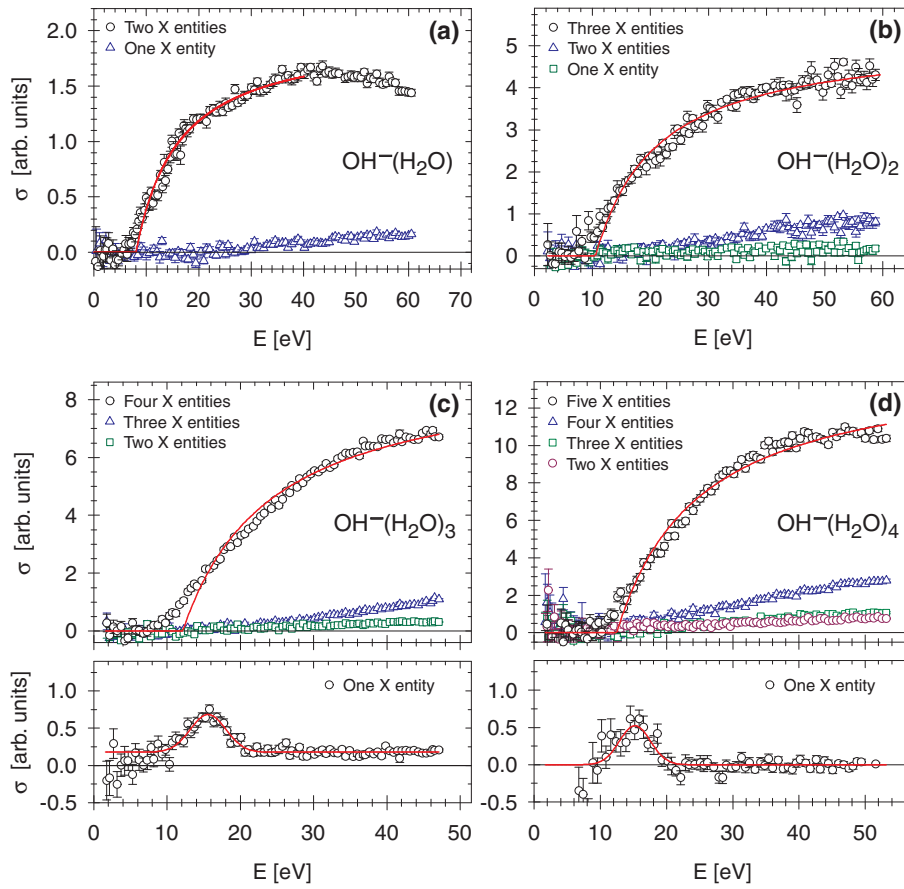 (a)
Two X entities
One X entity
OH−(H2O)
σ [arb. units]
2.0
1.5
1.0
0.5
0.0
0 10 20 30 40 50 60 70
E [eV]
(b)
Three X entities
Two X entities
One X entity
OH−(H2O)2
5
4
3
2
1
0
0 10 20 30 40 50 60
E [eV]
(c)
Four X entities
Three X entities
Two X entities
OH−(H2O)3
σ [arb. units]
8
6
4
2
0
One X entity
σ [arb. units]
1.0
0.5
0.0
-0.5
0 10 20 30 40 50
E [eV]
(d)
Five X entities
Four X entities
Three X entities
Two X entities
OH−(H2O)4
12
10
8
6
4
2
0
One X entity
1.0
0.5
0.0
-0.5
0 10 20 30 40 50
E [eV]